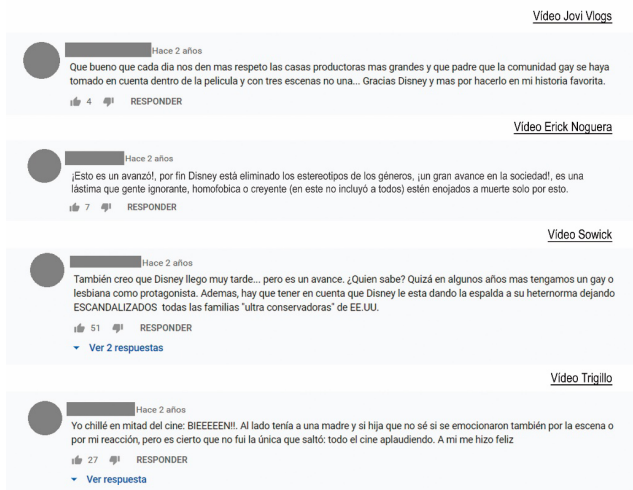 Vídeo Jovi Vlogs
Hace 2 años
Que bueno que cada dia nos den mas respeto las casas productoras mas grandes y que padre que la comunidad gay se haya
tomado en cuenta dentro de la pelicula y con tres escenas no una... Gracias Disney y mas por hacerlo en mi historia favorita.
4 RESPONDER
Vídeo Erick Noguera
Hace 2 años
¡Esto es un avanzó!, por fin Disney està eliminado los estereotipos de los géneros, ¡un gran avance en la sociedad!, es una
lástima que gente ignorante, homofobica o creyente (en este no incluyó a todos) estén enojados a muerte solo por esto.
7 RESPONDER
Vídeo Sowick
Hace 2 años
También creo que Disney llego muy tarde... pero es un avance. ¿Quien sabe? Quizá en algunos años mas tengamos un gay o
lesbiana como protagonista. Ademas, hay que tener en cuenta que Disney le esta dando la espalda a su heternorma dejando
ESCANDALIZADOS todas las familias "ultra conservadoras" de EE.UU.
51 RESPONDER
Ver 2 respuestas
Vídeo Trigillo
Hace 2 años
Yo chillé en mitad del cine: BIEEEEN!!. Al lado tenía a una madre y si hija que no sé si se emocionaron también por la escena o
por mi reacción, pero es cierto que no fui la única que saltó: todo el cine aplaudiendo. A mi me hizo feliz
27 RESPONDER
Ver respuesta